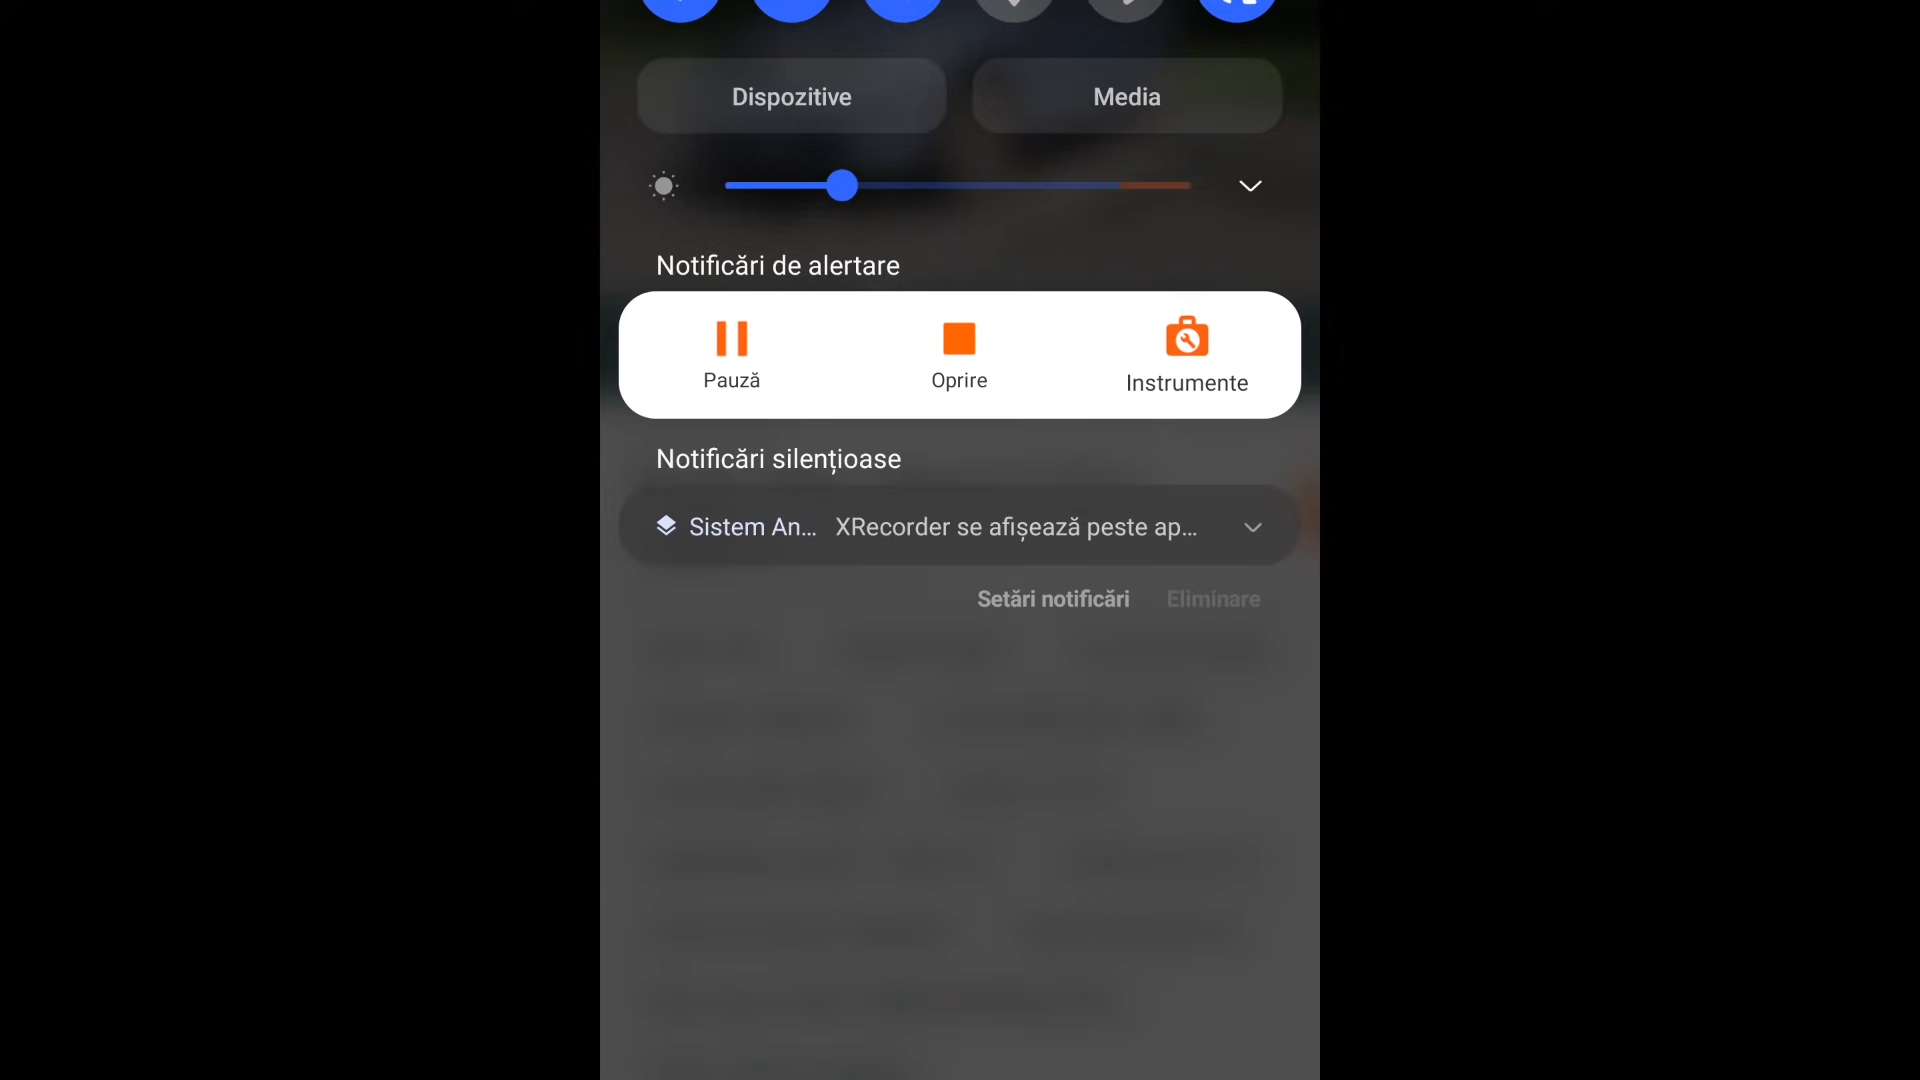 Dispozitive
Media
Notificări de alertare
Pauză
Oprire
Instrumente
Notificări silențioase
Sistem An... XRecorder se afișează peste ap...
Setări notificări
Eliminare